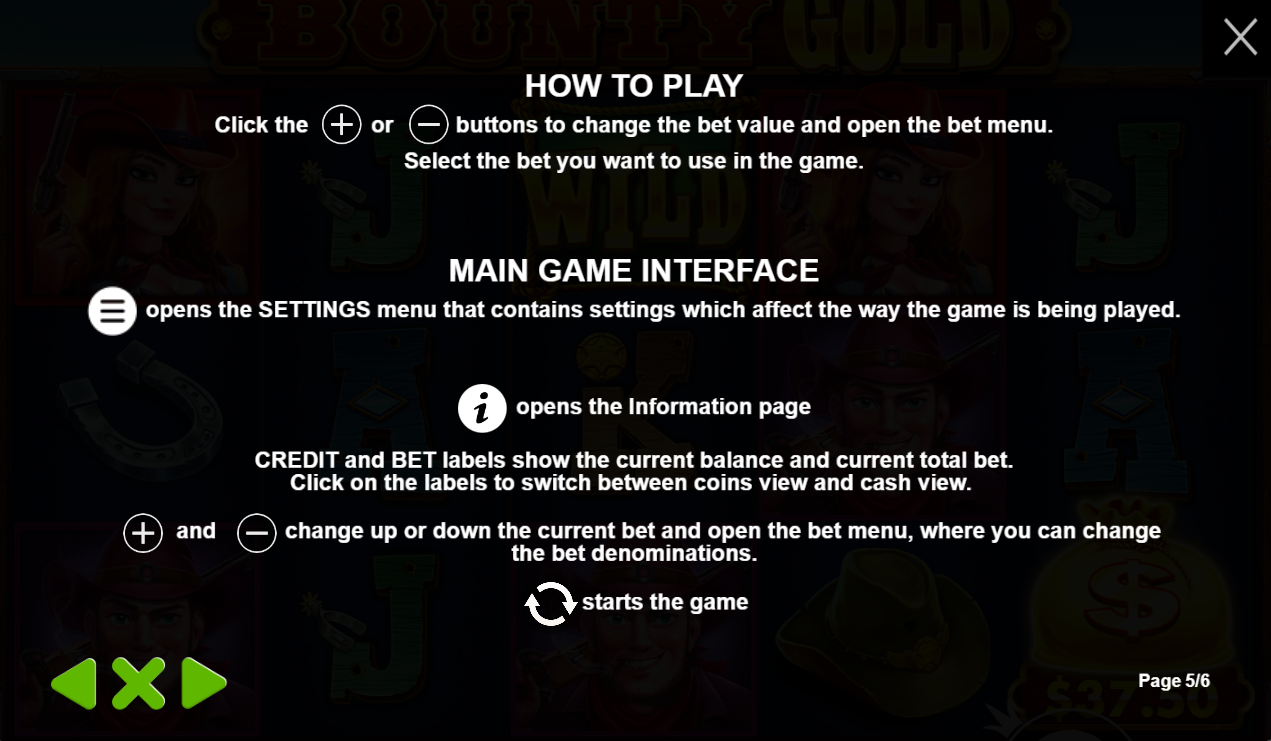 BOUNTY GOLD
HOW TO PLAY
Click the + or − buttons to change the bet value and open the bet menu.
Select the bet you want to use in the game.
WILD
J
J
MAIN GAME INTERFACE
opens the SETTINGS menu that contains settings which affect the way the game is being played.
A
K
A
i opens the Information page
CREDIT and BET labels show the current balance and current total bet.
Click on the labels to switch between coins view and cash view.
+ and − change up or down the current bet and open the bet menu, where you can change
the bet denominations.
starts the game
J
$
Page 5/6
$37.50